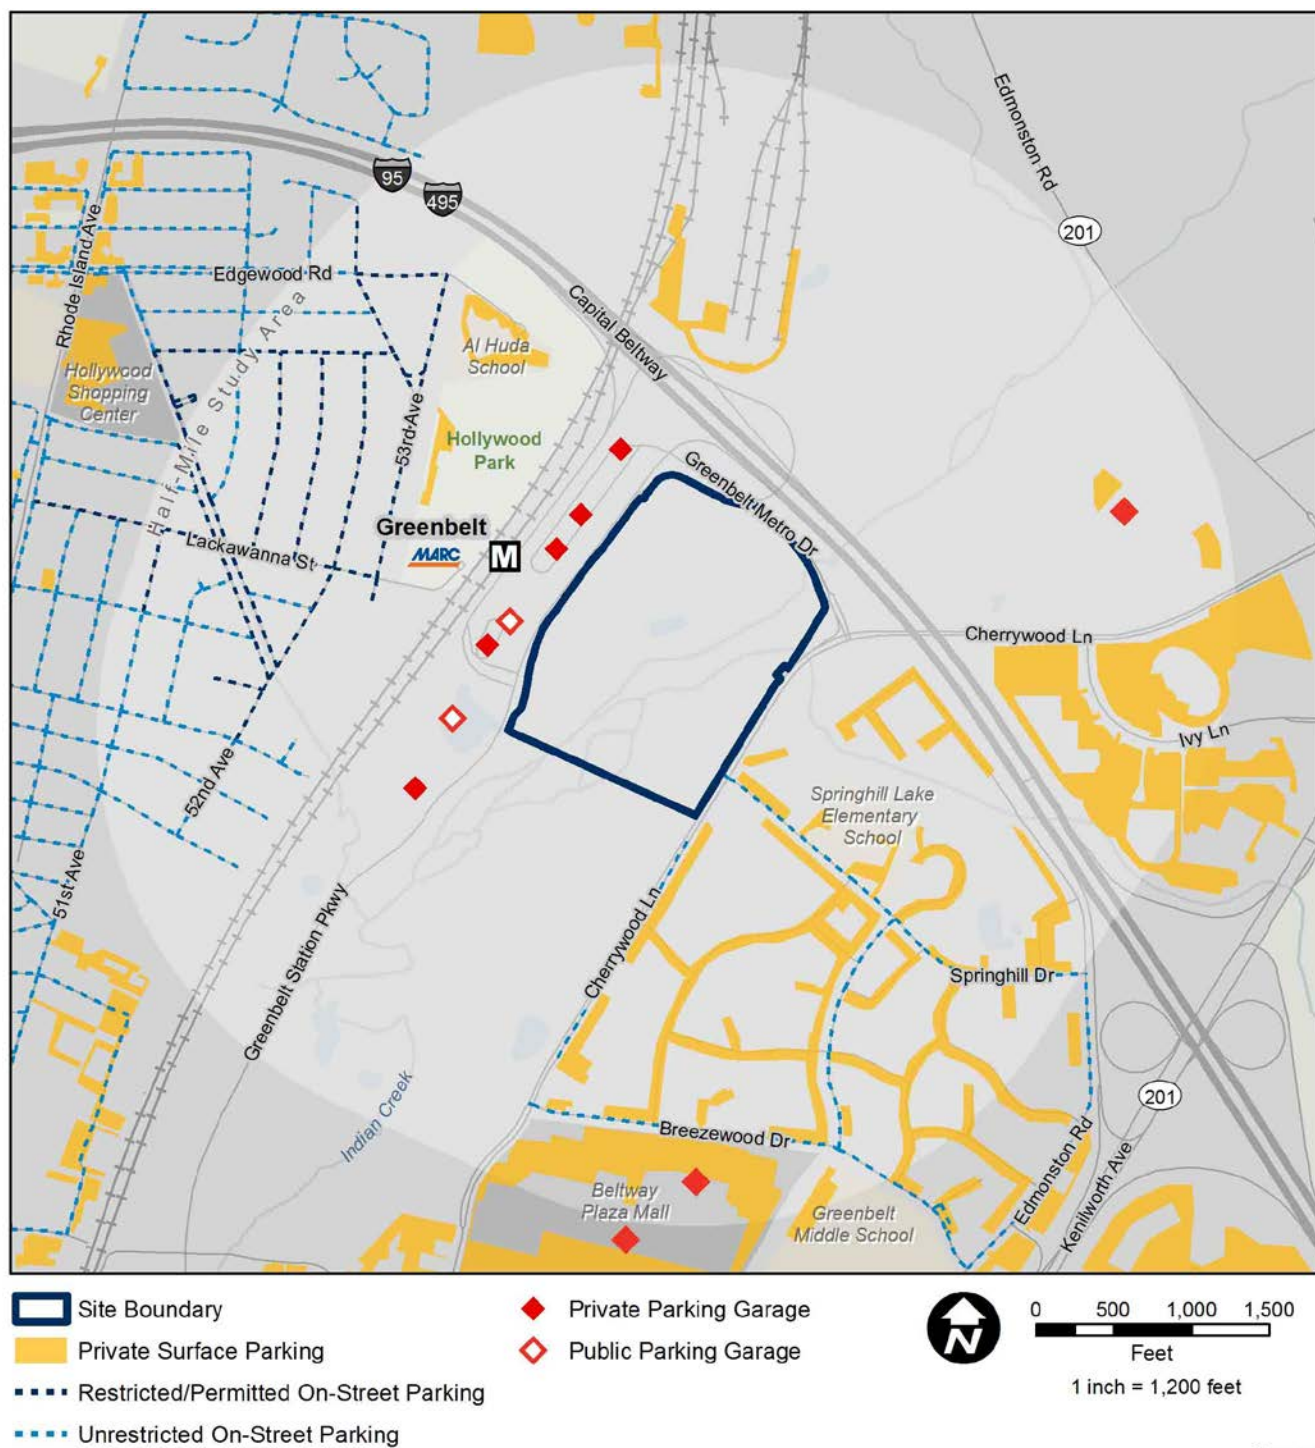 Edmonston Rd
95
495
201
Rhode Island Ave
Edgewood Rd
Capital Beltway
Half-Mile Study Area
Al Huda
School
Hollywood
Shopping
Center
53rd Ave
Hollywood
Park
Greenbelt Metro Dr
Greenbelt
MARC
M
Lackawanna St
Cherrywood Ln
Ivy Ln
52nd Ave
Springhill Lake
Elementary
School
51st Ave
Greenbelt Station Pkwy
Cherrywood Ln
Springhill Dr
Indian Creek
201
Breezewood Dr
Edmonston Rd
Kenilworth Ave
Beltway
Plaza Mall
Greenbelt
Middle School
Site Boundary
Private Surface Parking
Restricted/Permitted On-Street Parking
Unrestricted On-Street Parking
Private Parking Garage
Public Parking Garage
N
0 500 1,000 1,500
Feet
1 inch = 1,200 feet